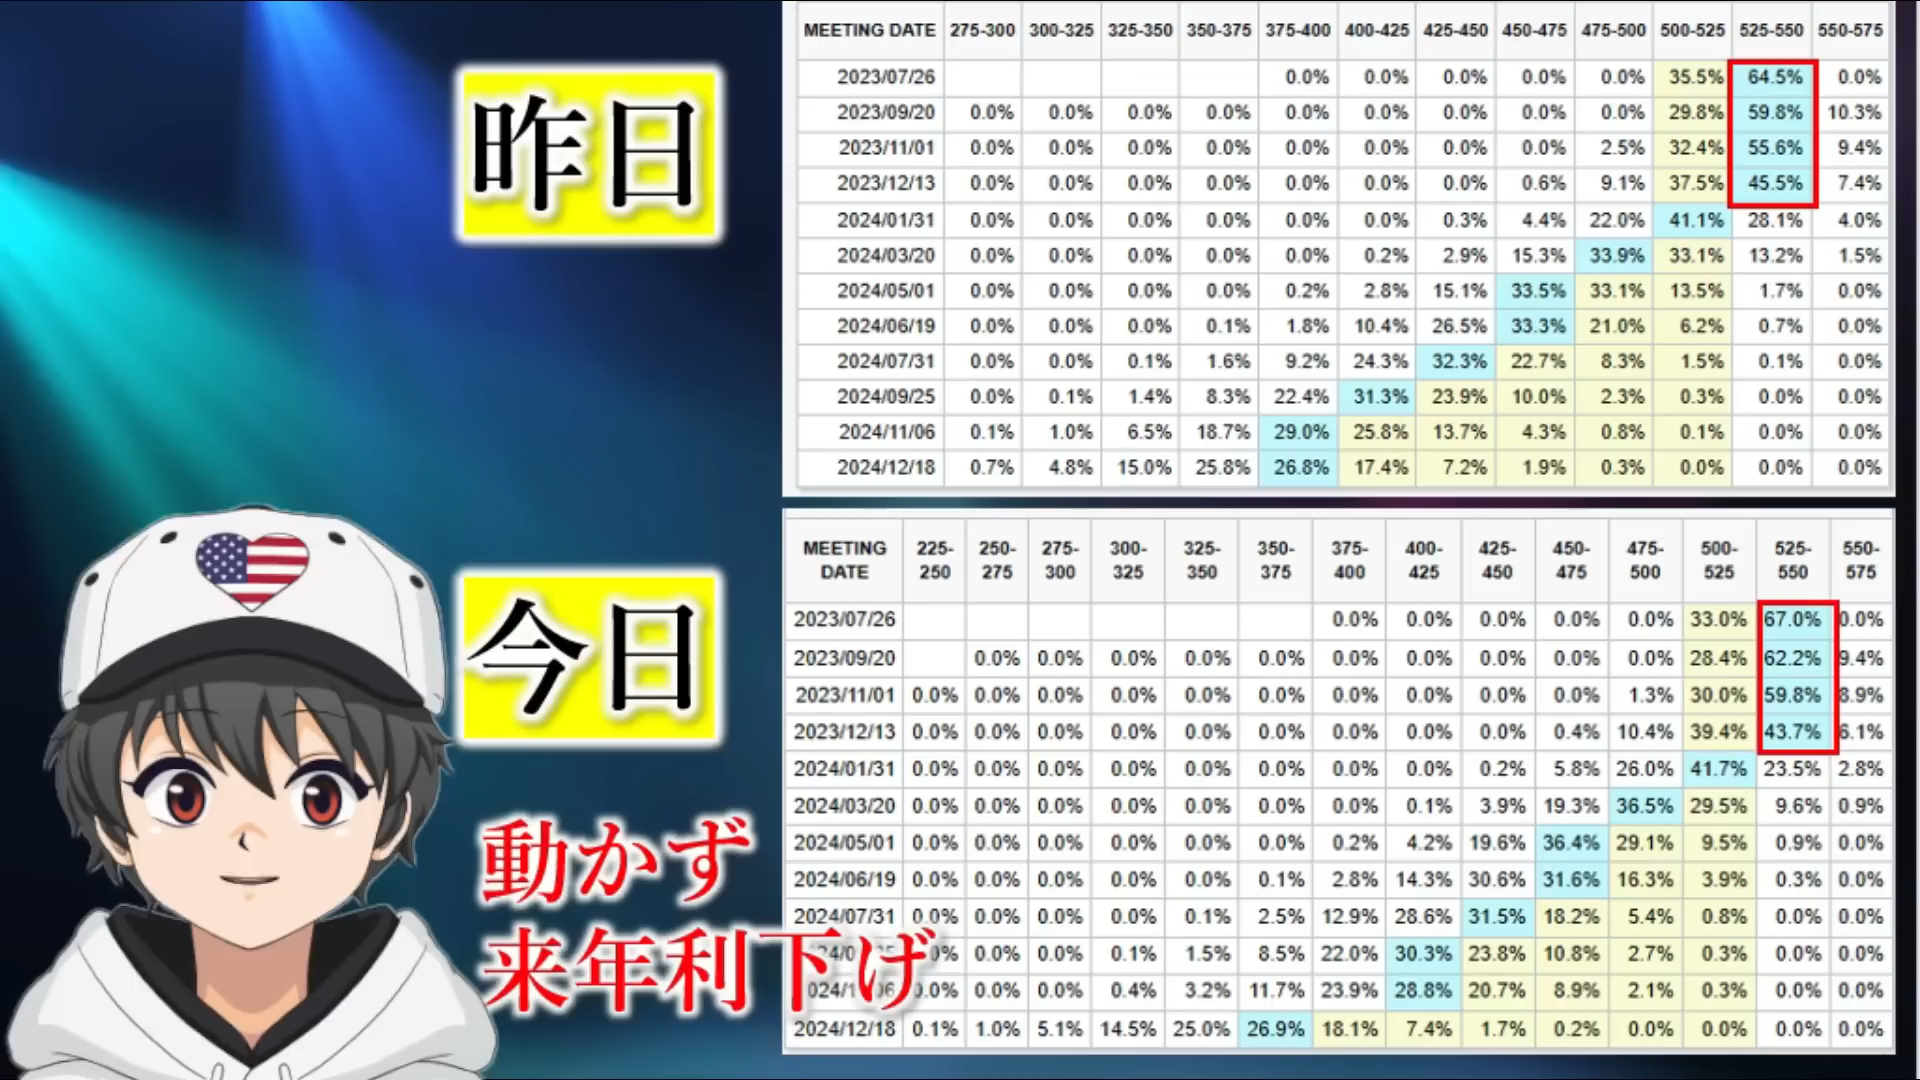 昨日
MEETING DATE 275-300 300-325 325-350 350-375 375-400 400-425 425-450 450-475 475-500 500-525 525-550 550-575
2023/07/26 0.0% 0.0% 0.0% 0.0% 0.0% 35.5% 64.5% 0.0%
2023/09/20 0.0% 0.0% 0.0% 0.0% 0.0% 0.0% 0.0% 0.0% 0.0% 29.8% 59.8% 10.3%
2023/11/01 0.0% 0.0% 0.0% 0.0% 0.0% 0.0% 0.0% 0.0% 2.5% 32.4% 55.6% 9.4%
2023/12/13 0.0% 0.0% 0.0% 0.0% 0.0% 0.0% 0.0% 0.6% 9.1% 37.5% 45.5% 7.4%
2024/01/31 0.0% 0.0% 0.0% 0.0% 0.0% 0.0% 0.3% 4.4% 22.0% 41.1% 28.1% 4.0%
2024/03/20 0.0% 0.0% 0.0% 0.0% 0.0% 0.2% 2.9% 15.3% 33.9% 33.1% 13.2% 1.5%
2024/05/01 0.0% 0.0% 0.0% 0.0% 0.2% 2.8% 15.1% 33.5% 33.1% 13.5% 1.7% 0.0%
2024/06/19 0.0% 0.0% 0.0% 0.1% 1.8% 10.4% 26.5% 33.3% 21.0% 6.2% 0.7% 0.0%
2024/07/31 0.0% 0.0% 0.1% 1.6% 9.2% 24.3% 32.3% 22.7% 8.3% 1.5% 0.1% 0.0%
2024/09/25 0.0% 0.1% 1.4% 8.3% 22.4% 31.3% 23.9% 10.0% 2.3% 0.3% 0.0% 0.0%
2024/11/06 0.1% 1.0% 6.5% 18.7% 29.0% 25.8% 13.7% 4.3% 0.8% 0.1% 0.0% 0.0%
2024/12/18 0.7% 4.8% 15.0% 25.8% 26.8% 17.4% 7.2% 1.9% 0.3% 0.0% 0.0% 0.0%
今日
MEETING 225- 250- 275- 300- 325- 350- 375- 400- 425- 450- 475- 500- 525- 550-
DATE 250 275 300 325 350 375 400 425 450 475 500 525 550 575
2023/07/26 0.0% 0.0% 0.0% 0.0% 0.0% 33.0% 67.0% 0.0%
2023/09/20 0.0% 0.0% 0.0% 0.0% 0.0% 0.0% 0.0% 0.0% 0.0% 0.0% 28.4% 62.2% 9.4%
2023/11/01 0.0% 0.0% 0.0% 0.0% 0.0% 0.0% 0.0% 0.0% 0.0% 0.0% 1.3% 30.0% 59.8% 8.9%
2023/12/13 0.0% 0.0% 0.0% 0.0% 0.0% 0.0% 0.0% 0.0% 0.0% 0.4% 10.4% 39.4% 43.7% 6.1%
2024/01/31 0.0% 0.0% 0.0% 0.0% 0.0% 0.0% 0.0% 0.0% 0.2% 5.8% 26.0% 41.7% 23.5% 2.8%
2024/03/20 0.0% 0.0% 0.0% 0.0% 0.0% 0.0% 0.0% 0.1% 3.9% 19.3% 36.5% 29.5% 9.6% 0.9%
2024/05/01 0.0% 0.0% 0.0% 0.0% 0.0% 0.0% 0.2% 4.2% 19.6% 36.4% 29.1% 9.5% 0.9% 0.0%
2024/06/19 0.0% 0.0% 0.0% 0.0% 0.0% 0.1% 2.8% 14.3% 30.6% 31.6% 16.3% 3.9% 0.3% 0.0%
2024/07/31 0.0% 0.0% 0.0% 0.0% 0.1% 2.5% 12.9% 28.6% 31.5% 18.2% 5.4% 0.8% 0.0% 0.0%
0.0% 0.0% 0.1% 1.5% 8.5% 22.0% 30.3% 23.8% 10.8% 2.7% 0.3% 0.0% 0.0%
0.0% 0.0% 0.0% 0.4% 3.2% 11.7% 23.9% 28.8% 20.7% 8.9% 2.1% 0.3% 0.0% 0.0%
2024/12/18 0.1% 1.0% 5.1% 14.5% 25.0% 26.9% 18.1% 7.4% 1.7% 0.2% 0.0% 0.0% 0.0% 0.0%
動かず
来年利下げ